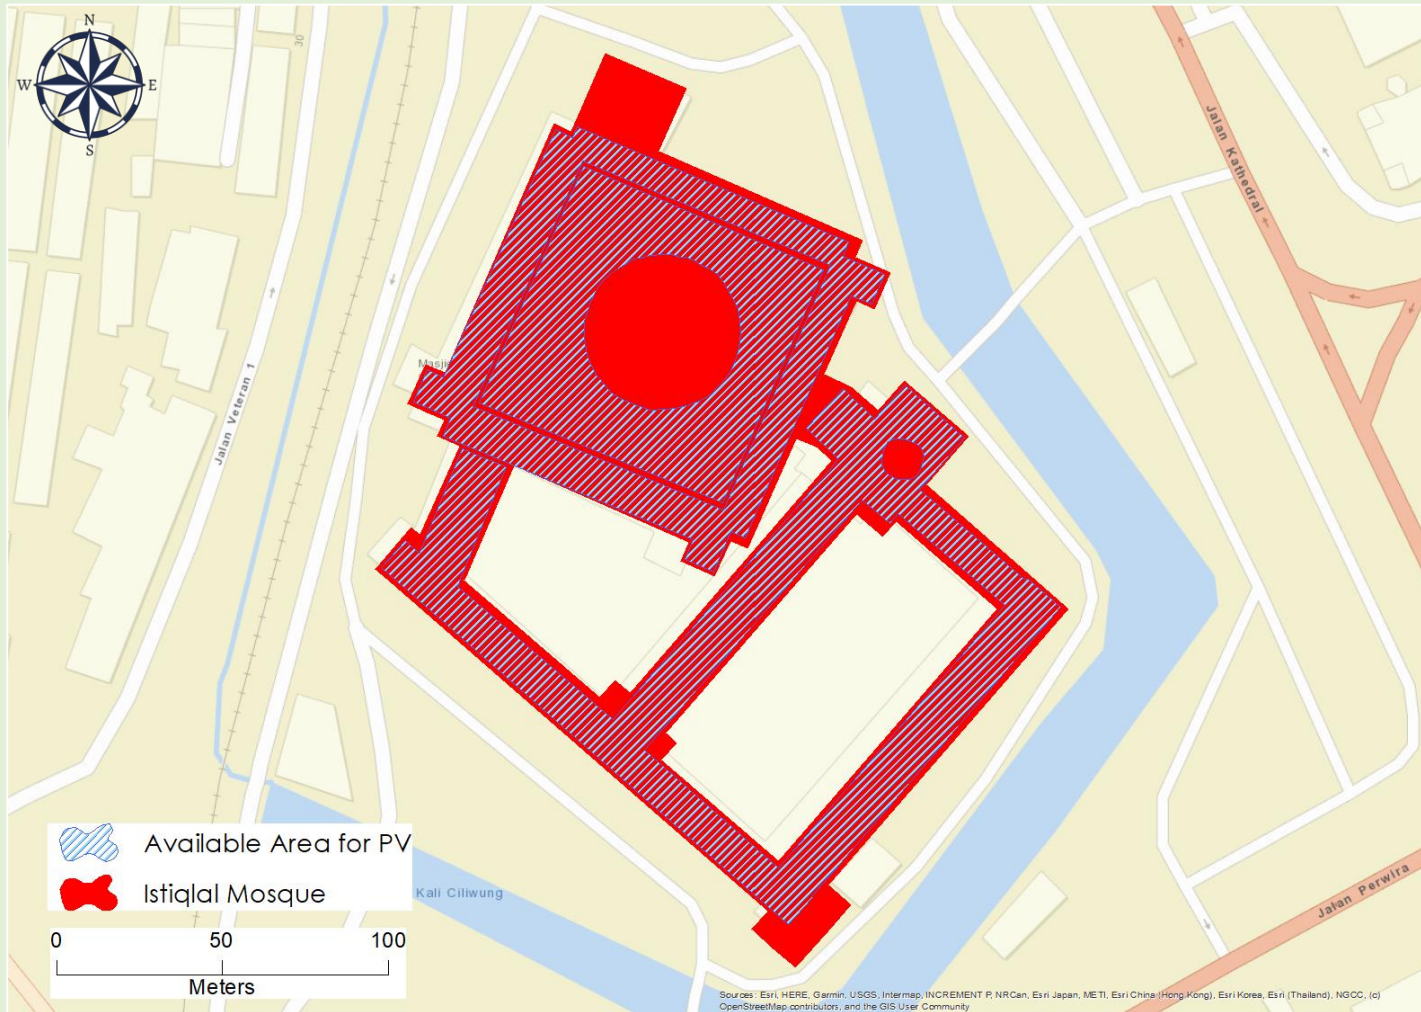 N
W E
S
30
Jalan Kathedral
Masji
Jalan Veteran 1
Available Area for PV
Istiqlal Mosque
Kali Ciliwung
Jalan Perwira
0 50 100
Meters
Sources: Esri, HERE, Garmin, USGS, Intermap, INCREMENT P, NRCan, Esri Japan, METI, Esri China (Hong Kong), Esri Korea, Esri (Thailand), NGCC, (c)
OpenStreetMap contributors, and the GIS User Community